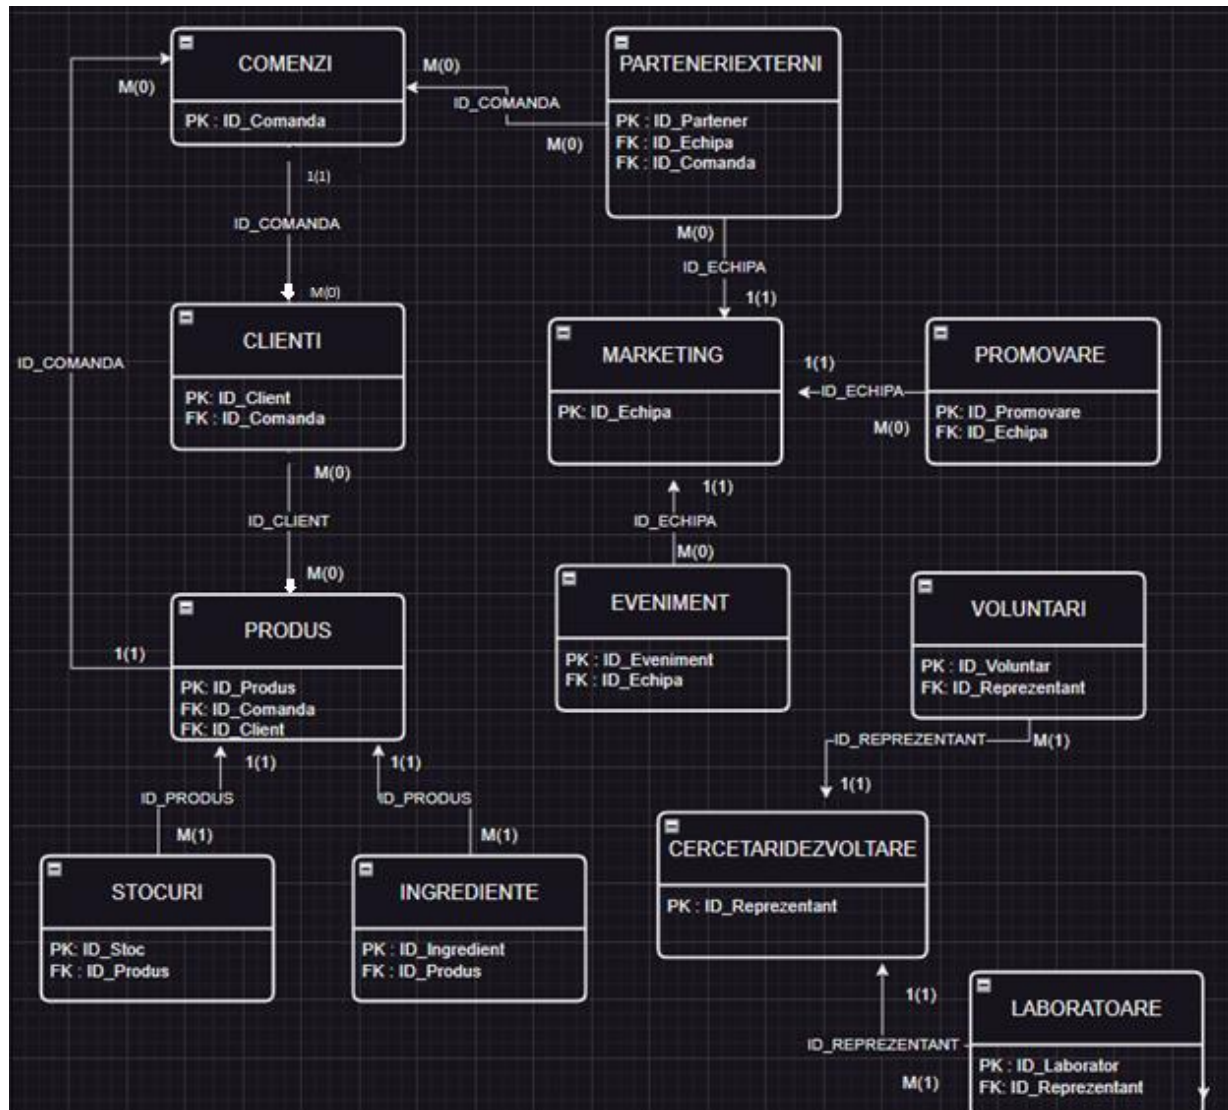 COMENZI
PK : ID_Comanda
M(0)
M(0)
ID_COMANDA
M(0)
PARTENERIEXTERNI
PK : ID_Partener
FK : ID_Echipa
FK : ID_Comanda
1(1)
ID_COMANDA
M(0)
M(0)
ID_ECHIPA
1(1)
CLIENTI
PK: ID_Client
FK : ID_Comanda
ID_COMANDA
MARKETING
PK: ID_Echipa
1(1)
ID_ECHIPA
M(0)
PROMOVARE
PK: ID_Promovare
FK: ID_Echipa
M(0)
ID_CLIENT
M(0)
1(1)
ID_ECHIPA
M(0)
PRODUS
PK: ID_Produs
FK: ID_Comanda
FK: ID_Client
1(1)
EVENIMENT
PK : ID_Eveniment
FK : ID_Echipa
VOLUNTARI
PK : ID_Voluntar
FK: ID_Reprezentant
1(1)
ID_PRODUS
M(1)
1(1)
ID_PRODUS
M(1)
ID_REPREZENTANT
M(1)
1(1)
STOCURI
PK: ID_Stoc
FK : ID_Produs
INGREDIENTE
PK : ID_Ingredient
FK : ID_Produs
CERCETARIDEZVOLTARE
PK : ID_Reprezentant
1(1)
ID_REPREZENTANT
M(1)
LABORATOARE
PK : ID_Laborator
FK: ID_Reprezentant